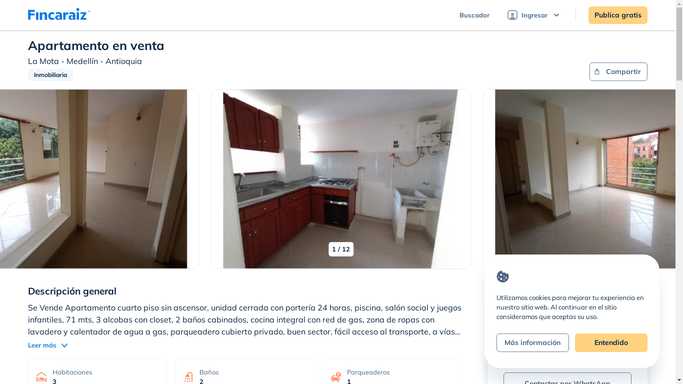 Fincaraiz
Buscador
Ingresar
Publica gratis
Apartamento en venta
La Mota - Medellín - Antioquia
Inmobiliaria
Compartir
1 / 12
Descripción general
Se Vende Apartamento cuarto piso sin ascensor, unidad cerrada con portería 24 horas, piscina, salón social y juegos
infantiles, 71 mts, 3 alcobas con closet, 2 baños cabinados, cocina integral con red de gas, zona de ropas con
lavadero y calentador de agua a gas, parqueadero cubierto privado, buen sector, fácil acceso al transporte, a vías...
Leer más
Habitaciones
3
Baños
2
Parqueaderos
1
Utilizamos cookies para mejorar tu experiencia en
nuestro sitio web. Al continuar en el sitio
consideramos que aceptas su uso.
Más información
Entendido
Contactar por WhatsApp